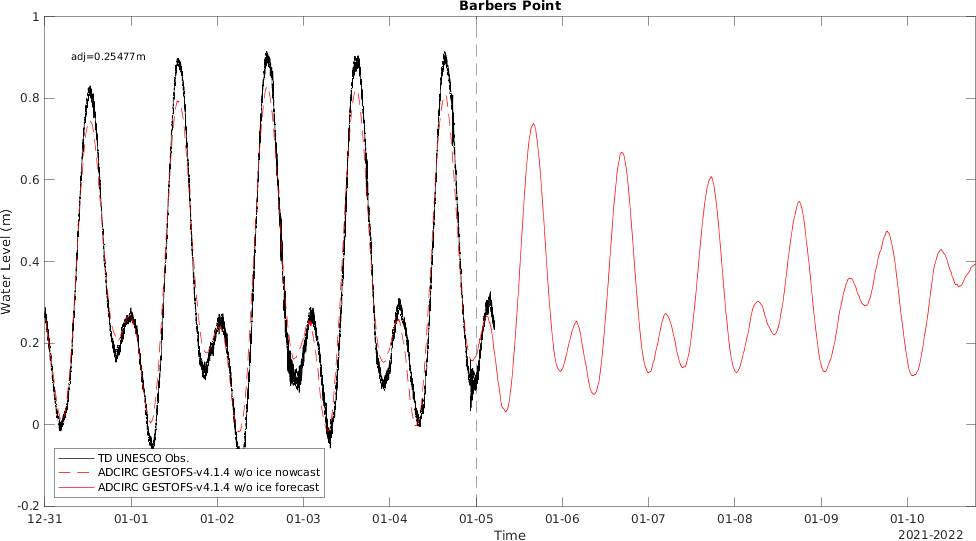 Barbers Point
1
adj=0.25477m
0.8
0.6
Water Level (m)
0.4
0.2
0
TD UNESCO Obs.
ADCIRC GESTOFS-v4.1.4 w/o ice nowcast
ADCIRC GESTOFS-v4.1.4 w/o ice forecast
-0.2
12-31 01-01 01-02 01-03 01-04 01-05 01-06 01-07 01-08 01-09 01-10
Time
2021-2022